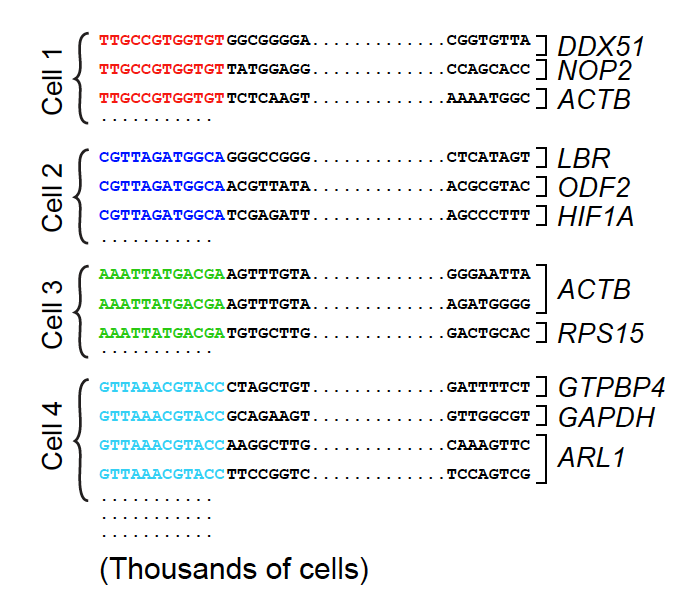 Cell 1
TTGCCGTGGTGTGGCGGGGA.............CGGTGTTA DDX51
TTGCCGTGGTGTTATGGAGG.............CCAGCACC NOP2
TTGCCGTGGTGTTCTCAAGT.............AAAATGGC ACTB
...........
Cell 2
CGTTAGATGGCAGGGCCGGG.............CTCATAGT LBR
CGTTAGATGGCAACGTTATA.............ACGCGTAC ODF2
CGTTAGATGGCATCGAGATT.............AGCCCTTT HIF1A
...........
Cell 3
AAATTATGACGAAGTTTGTA.............GGGAATTA ACTB
AAATTATGACGAAGTTTGTA.............AGATGGGG
AAATTATGACGATGTGCTTG.............GACTGCAC RPS15
...........
Cell 4
GTTAAACGTACCCTAGCTGT.............GATTTTCT GTPBP4
GTTAAACGTACCGCAGAAGT.............GTTGGCGT GAPDH
GTTAAACGTACCAAGGCTTG.............CAAAGTTC ARL1
GTTAAACGTACCTTCCGGTC.............TCCAGTCG
...........
...........
...........
(Thousands of cells)